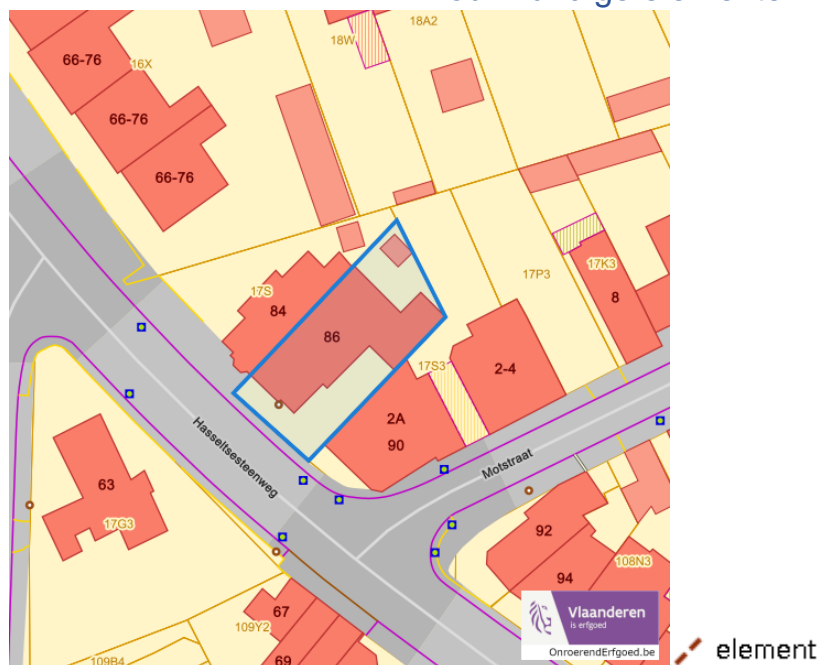 18A2
18W
66-76
16X
66-76
66-76
17S
84
86
17P3
17K3
8
17S3
2-4
2A
90
Hasseltsesteenweg
Motstraat
63
17G3
92
94
108N3
67
109Y2
69
109B4
Vlaanderen
is erfgoed
OnroerendErfgoed.be
element